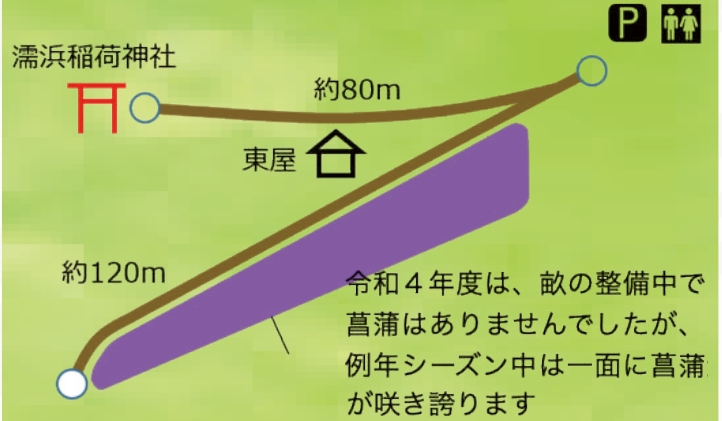 P
濡浜稲荷神社
約80m
東屋
約120m
令和４年度は、畝の整備中で
菖蒲はありませんでしたが、
例年シーズン中は一面に菖蒲
が咲き誇ります